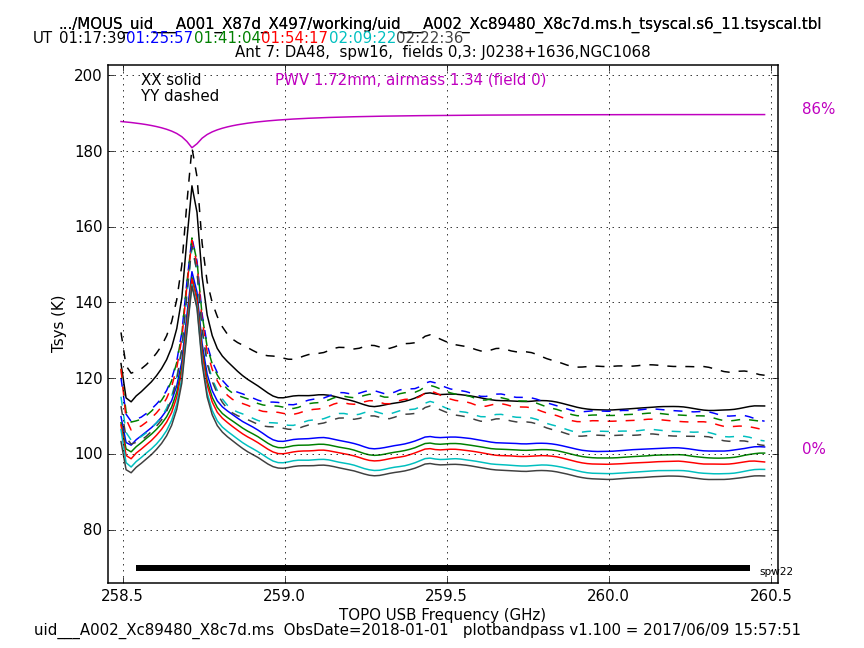 .../MOUS_uid___A001_X87d_X497/working/uid___A002_Xc89480_X8c7d.ms.h_tsyscal.s6_11.tsyscal.tbl
UT 01:17:39 01:25:57 01:41:04 01:54:17 02:09:22 02:22:36
Ant 7: DA48, spw16, fields 0,3: J0238+1636,NGC1068
XX solid
PWV 1.72mm, airmass 1.34 (field 0)
YY dashed
86%
0%
200
180
160
140
120
100
80
Tsys (K)
spw22
258.5 259.0 259.5 260.0 260.5
TOPO USB Frequency (GHz)
uid___A002_Xc89480_X8c7d.ms ObsDate=2018-01-01 plotbandpass v1.100 = 2017/06/09 15:57:51